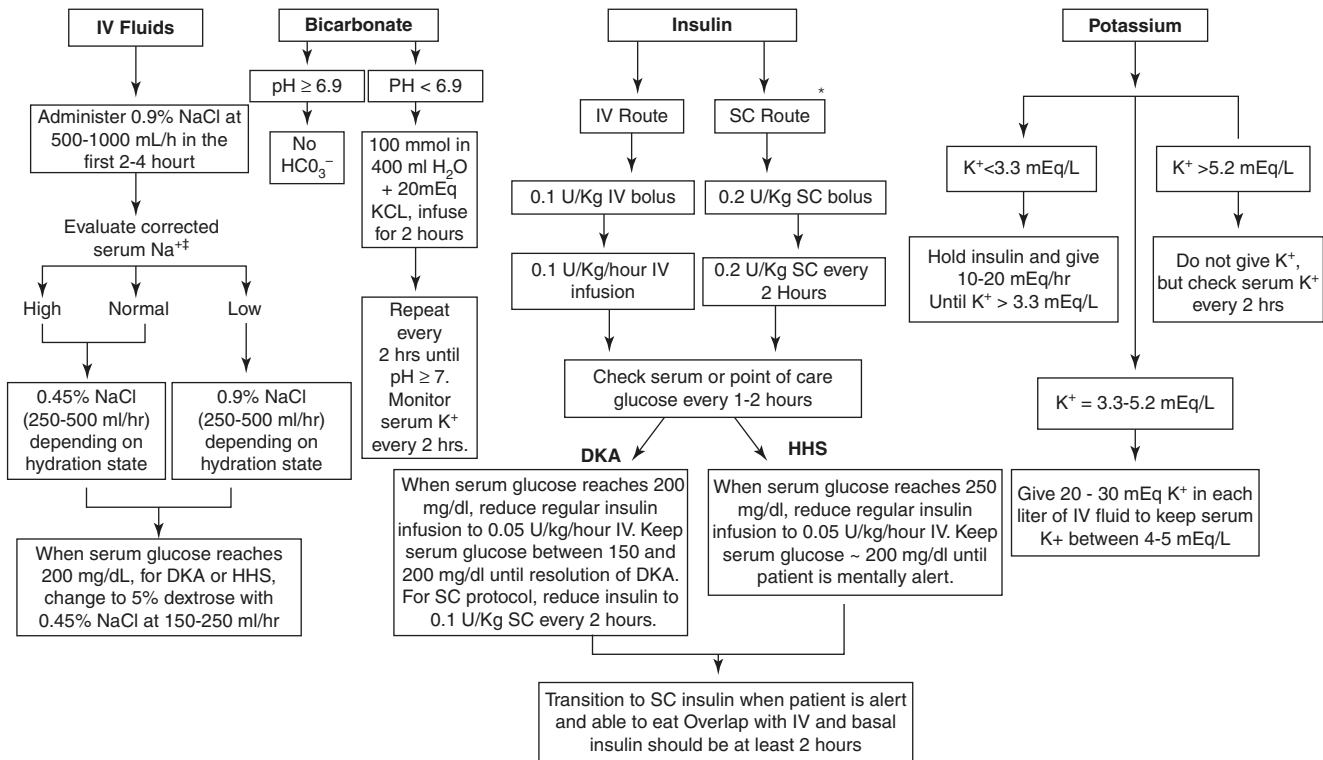 IV Fluids
Administer 0.9% NaCl at
500-1000 mL/h in the
first 2-4 hourt
Evaluate corrected
serum Na+‡
High
Normal
Low
0.45% NaCl
(250-500 ml/hr)
depending on
hydration state
0.9% NaCl
(250-500 ml/hr)
depending on
hydration state
When serum glucose reaches
200 mg/dL, for DKA or HHS,
change to 5% dextrose with
0.45% NaCl at 150-250 ml/hr
Bicarbonate
pH ≥ 6.9
PH < 6.9
No
HC0₃⁻
100 mmol in
400 ml H₂O
+ 20mEq
KCL, infuse
for 2 hours
Repeat
every
2 hrs until
pH ≥ 7.
Monitor
serum K⁺
every 2 hrs.
Insulin
IV Route
*
SC Route
0.1 U/Kg IV bolus
0.2 U/Kg SC bolus
0.1 U/Kg/hour IV
infusion
0.2 U/Kg SC every
2 Hours
Check serum or point of care
glucose every 1-2 hours
DKA
HHS
When serum glucose reaches 200
mg/dl, reduce regular insulin
infusion to 0.05 U/kg/hour IV. Keep
serum glucose between 150 and
200 mg/dl until resolution of DKA.
For SC protocol, reduce insulin to
0.1 U/Kg SC every 2 hours.
When serum glucose reaches 250
mg/dl, reduce regular insulin
infusion to 0.05 U/kg/hour IV. Keep
serum glucose ~ 200 mg/dl until
patient is mentally alert.
Transition to SC insulin when patient is alert
and able to eat Overlap with IV and basal
insulin should be at least 2 hours
Potassium
K⁺<3.3 mEq/L
K⁺ >5.2 mEq/L
Hold insulin and give
10-20 mEq/hr
Until K⁺ > 3.3 mEq/L
Do not give K⁺,
but check serum K⁺
every 2 hrs
K⁺ = 3.3-5.2 mEq/L
Give 20 - 30 mEq K⁺ in each
liter of IV fluid to keep serum
K+ between 4-5 mEq/L